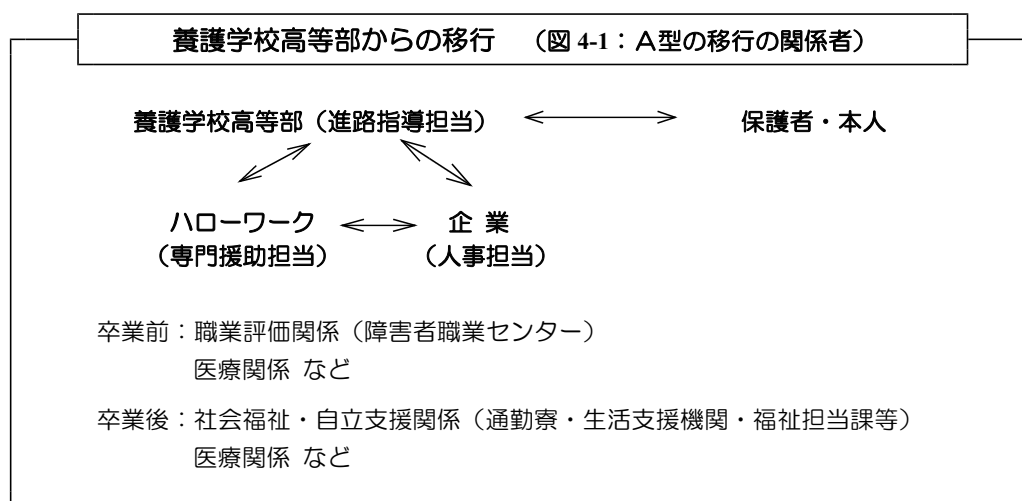 養護学校高等部からの移行 （図 4-1：A型の移行の関係者）
養護学校高等部（進路指導担当） 保護者・本人
ハローワーク 企 業
（専門援助担当） （人事担当）
卒業前：職業評価関係（障害者職業センター）
医療関係 など
卒業後：社会福祉・自立支援関係（通勤寮・生活支援機関・福祉担当課等）
医療関係 など